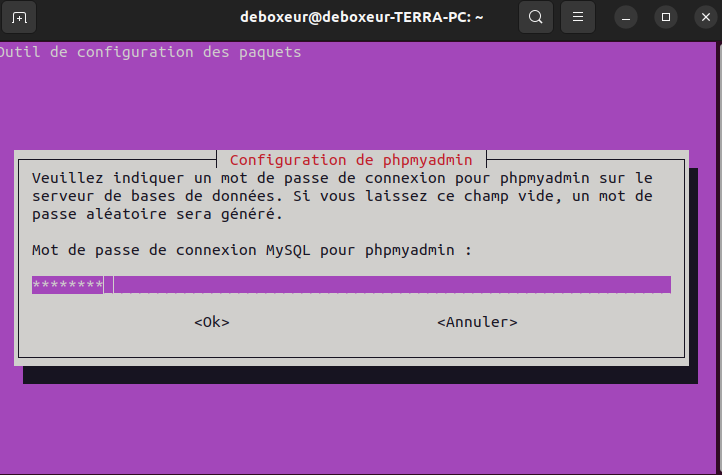 deboxeur@deboxeur-TERRA-PC: ~
Outil de configuration des paquets
Configuration de phpmyadmin
Veuillez indiquer un mot de passe de connexion pour phpmyadmin sur le
serveur de bases de données. Si vous laissez ce champ vide, un mot de
passe aléatoire sera généré.
Mot de passe de connexion MySQL pour phpmyadmin :
********
<Ok> <Annuler>